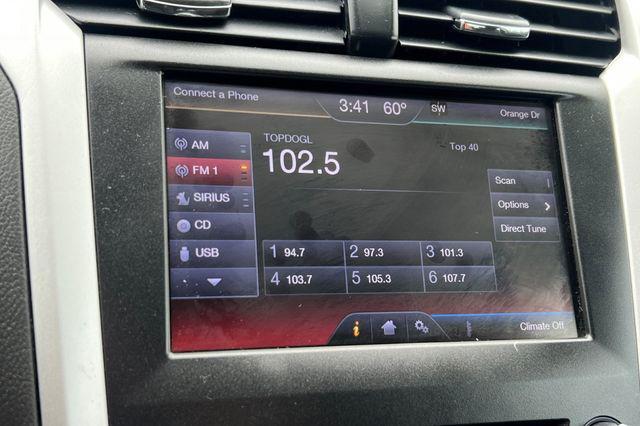 Connect a Phone
3:41 60° SW
Orange Dr
AM
TOPDOGL
Top 40
FM 1
102.5
SIRIUS
Scan
Options
CD
Direct Tune
USB
1 94.7 2 97.3 3 101.3
4 103.7 5 105.3 6 107.7
Climate Off